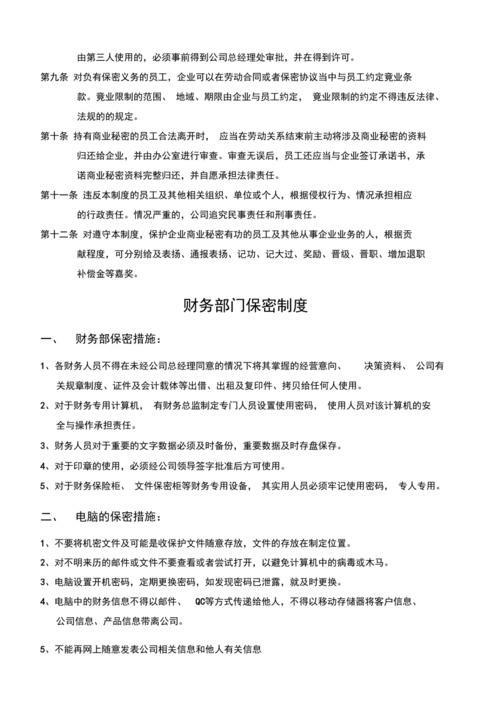 由第三人使用的，必须事前得到公司总经理处审批，并在得到许可。
第九条 对负有保密义务的员工，企业可以在劳动合同或者保密协议当中与员工约定竟业条
款。竟业限制的范围、 地域、期限由企业与员工约定， 竟业限制的约定不得违反法律、
法规的的规定。
第十条 持有商业秘密的员工合法离开时， 应当在劳动关系结束前主动将涉及商业秘密的资料
归还给企业，并由办公室进行审查。审查无误后，员工还应当与企业签订承诺书，承
诺商业秘密资料完整归还，并自愿承担法律责任。
第十一条 违反本制度的员工及其他相关组织、单位或个人，根据侵权行为、情况承担相应
的行政责任。情况严重的，公司追究民事责任和刑事责任。
第十二条 对遵守本制度，保护企业商业秘密有功的员工及其他从事企业业务的人，根据贡
献程度，可分别给及表扬、通报表扬、记功、记大过、奖励、晋级、晋职、增加退职
补偿金等嘉奖。
财务部门保密制度
一、 财务部保密措施：
1、各财务人员不得在未经公司总经理同意的情况下将其掌握的经营意向、 决策资料、 公司有
关规章制度、证件及会计载体等出借、出租及复印件、拷贝给任何人使用。
2、对于财务专用计算机， 有财务总监制定专门人员设置使用密码， 使用人员对该计算机的安
全与操作承担责任。
3、财务人员对于重要的文字数据必须及时备份，重要数据及时存盘保存。
4、对于印章的使用，必须经公司领导签字批准后方可使用。
5、对于财务保险柜、 文件保密柜等财务专用设备， 其实用人员必须牢记使用密码， 专人专用。
二、 电脑的保密措施：
1、不要将机密文件及可能是收保护文件随意存放，文件的存放在制定位置。
2、对不明来历的邮件或文件不要查看或者尝试打开，以避免计算机中的病毒或木马。
3、电脑设置开机密码，定期更换密码，如发现密码已泄露，就及时更换。
4、电脑中的财务信息不得以邮件、 QC等方式传递给他人，不得以移动存储器将客户信息、
公司信息、产品信息带离公司。
5、不能再网上随意发表公司相关信息和他人有关信息